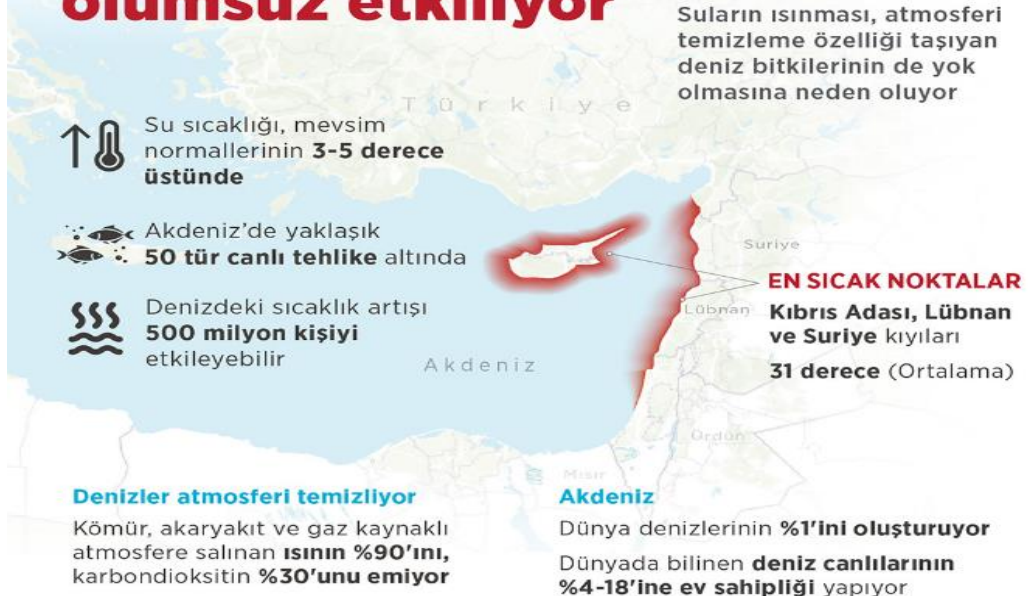 olumsuz etkiliyor
Suların ısınması, atmosferi
temizleme özelliği taşıyan
deniz bitkilerinin de yok
olmasına neden oluyor
Türkiye
Su sıcaklığı, mevsim
normallerinin 3-5 derece
üstünde
Akdeniz'de yaklaşık
50 tür canlı tehlike altında
Denizdeki sıcaklık artışı
500 milyon kişiyi
etkileyebilir
Akdeniz
Suriye
Lübnan
EN SICAK NOKTALAR
Kıbrıs Adası, Lübnan
ve Suriye kıyıları
31 derece (Ortalama)
Ürdün
Mısır
Denizler atmosferi temizliyor
Kömür, akaryakıt ve gaz kaynaklı
atmosfere salınan ısının %90'ını,
karbondioksitin %30'unu emiyor
Akdeniz
Dünya denizlerinin %1'ini oluşturuyor
Dünyada bilinen deniz canlılarının
%4-18'ine ev sahipliği yapıyor